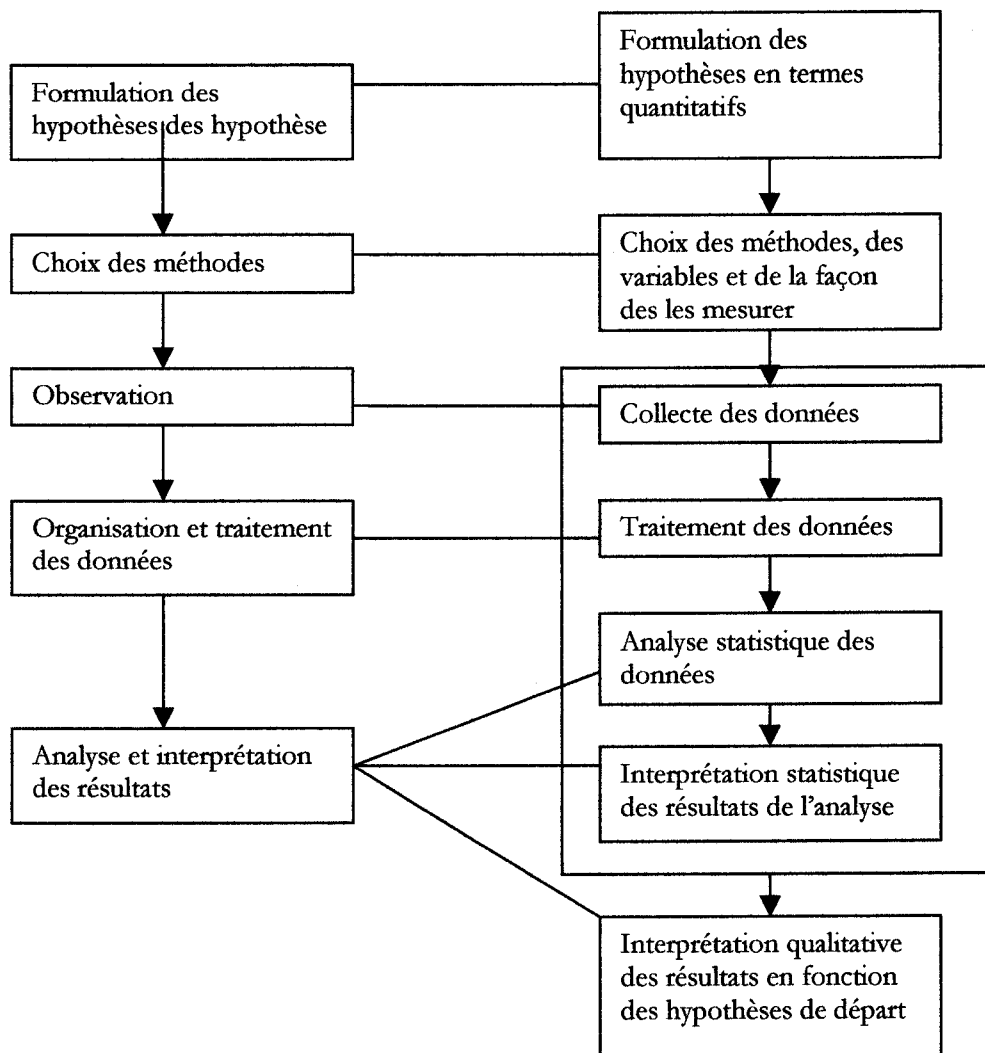 Formulation des
hypothèses des hypothèse
Choix des méthodes
Observation
Organisation et traitement
des données
Analyse et interprétation
des résultats
Formulation des
hypothèses en termes
quantitatifs
Choix des méthodes, des
variables et de la façon
des les mesurer
Collecte des données
Traitement des données
Analyse statistique des
données
Interprétation statistique
des résultats de l'analyse
Interprétation qualitative
des résultats en fonction
des hypothèses de départ